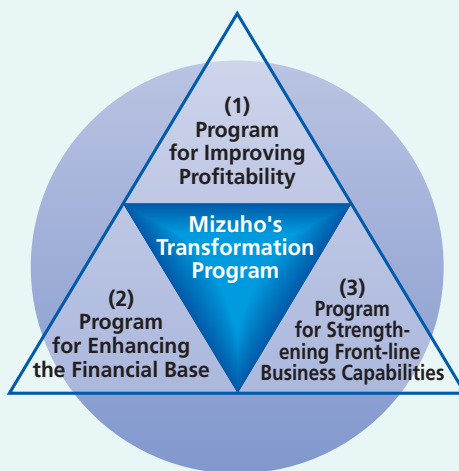 (1)
Program
for Improving
Profitability
Mizuho's
Transformation
Program
(2)
Program
for Enhancing
the Financial Base
(3)
Program
for Strength-
ening Front-line
Business Capabilities